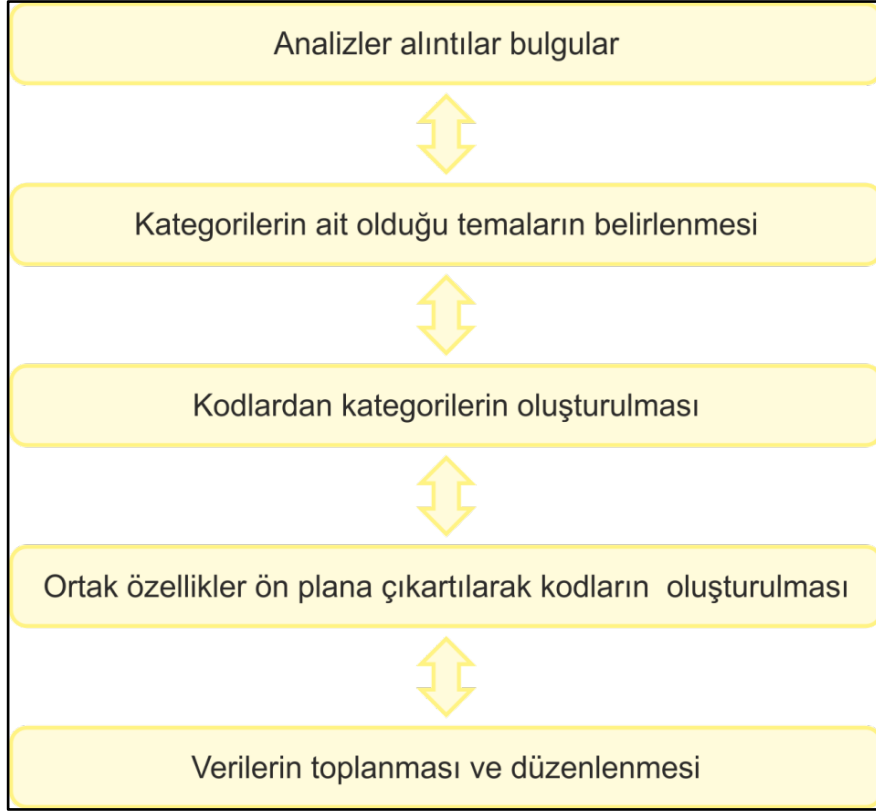 Analizler alıntılar bulgular
Kategorilerin ait olduğu temaların belirlenmesi
Kodlardan kategorilerin oluşturulması
Ortak özellikler ön plana çıkartılarak kodların  oluşturulması
Verilerin toplanması ve düzenlenmesi